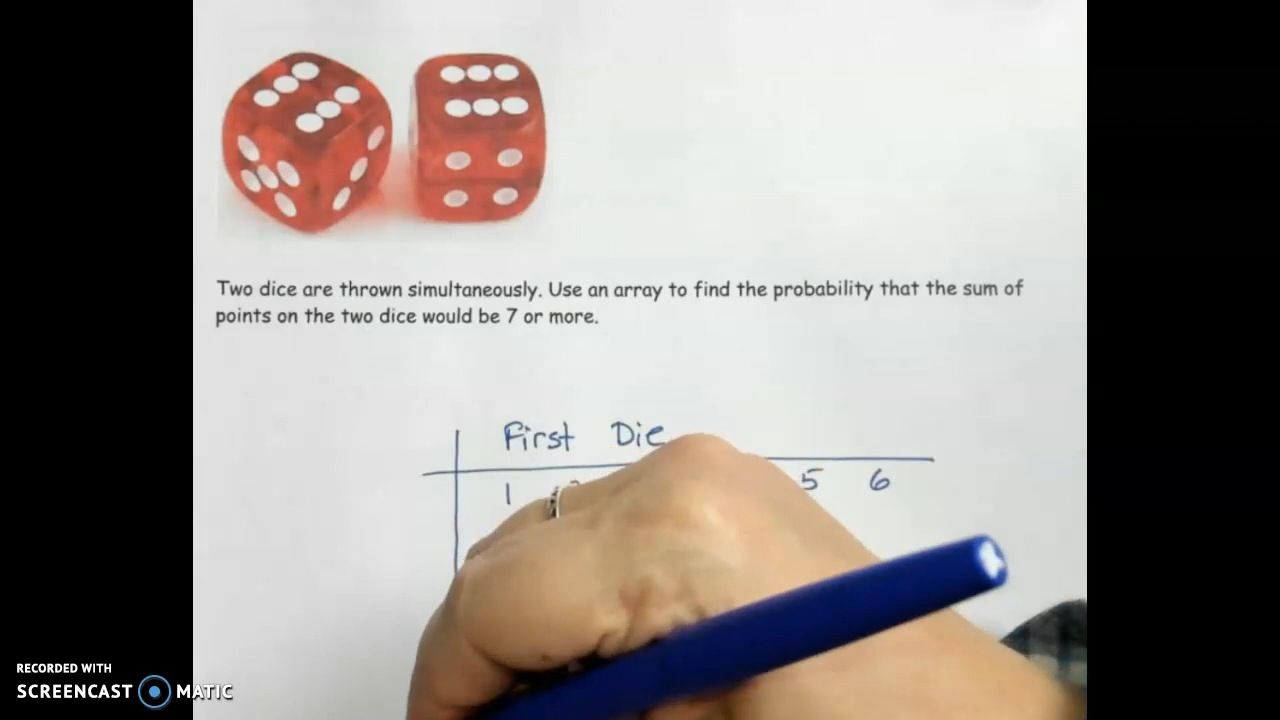 Two dice are thrown simultaneously. Use an array to find the probability that the sum of
points on the two dice would be 7 or more.
First Die
1 5 6
RECORDED WITH
SCREENCAST MATIC